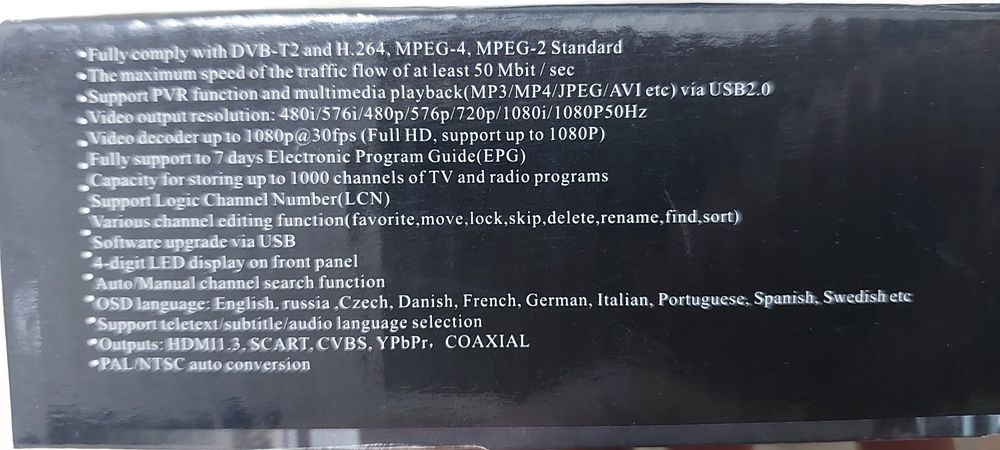 •Fully comply with DVB-T2 and H.264, MPEG-4, MPEG-2 Standard
•The maximum speed of the traffic flow of at least 50 Mbit / sec
•Support PVR function and multimedia playback(MP3/MP4/JPEG/AVI etc) via USB2.0
•Video output resolution: 480i/576i/480p/576p/720p/1080i/1080P50Hz
•Video decoder up to 1080p@30fps (Full HD, support up to 1080P)
•Fully support to 7 days Electronic Program Guide(EPG)
•Capacity for storing up to 1000 channels of TV and radio programs
•Support Logic Channel Number(LCN)
•Various channel editing function(favorite,move,lock,skip,delete,rename,find,sort)
•Software upgrade via USB
•4-digit LED display on front panel
•Auto/Manual channel search function
•OSD language: English, russia ,Czech, Danish, French, German, Italian, Portuguese, Spanish, Swedish etc
•Support teletext/subtitle/audio language selection
•Outputs: HDMI1.3, SCART, CVBS, YPbPr, COAXIAL
•PAL/NTSC auto conversion